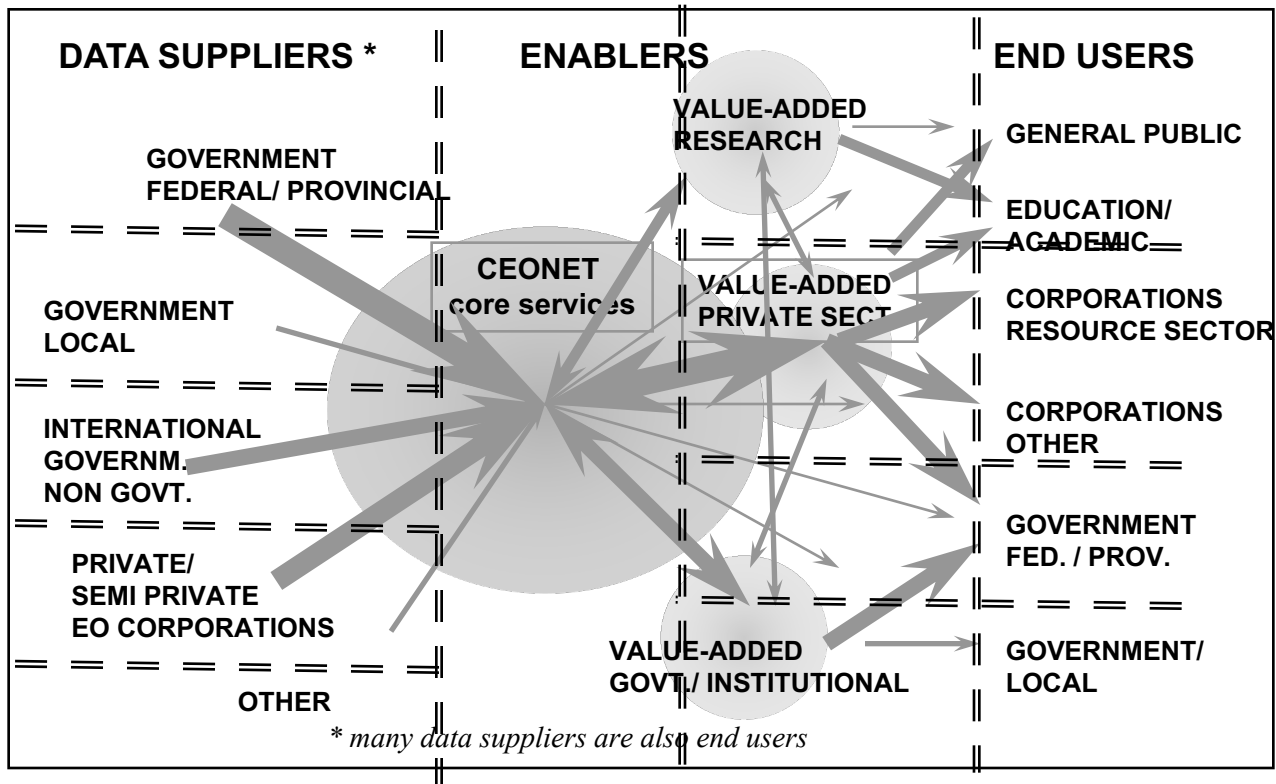 DATA SUPPLIERS *
ENABLERS
END USERS
GOVERNMENT
FEDERAL/ PROVINCIAL
GOVERNMENT
LOCAL
INTERNATIONAL
GOVERNM.
NON GOVT.
PRIVATE/
SEMI PRIVATE
EO CORPORATIONS
OTHER
CEONET
core services
VALUE-ADDED
RESEARCH
VALUE-ADDED
PRIVATE SECT.
VALUE-ADDED
GOVT./ INSTITUTIONAL
GENERAL PUBLIC
EDUCATION/
ACADEMIC
CORPORATIONS
RESOURCE SECTOR
CORPORATIONS
OTHER
GOVERNMENT
FED. / PROV.
GOVERNMENT/
LOCAL
* many data suppliers are also end users